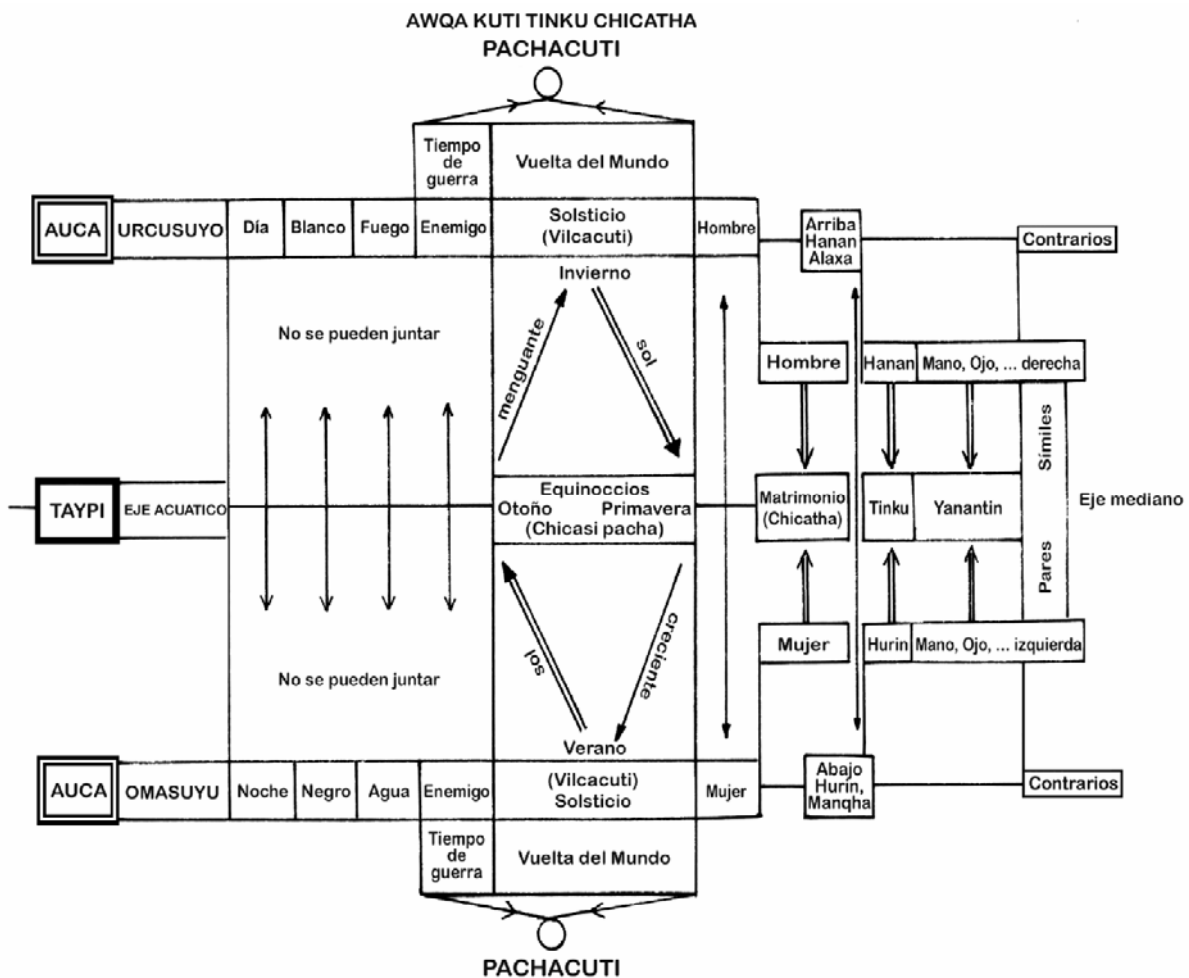 AWQA KUTI TINKU CHICATHA
PACHACUTI
Tiempo
de
guerra
Vuelta del Mundo
AUCA
URCUSUYO
Día
Blanco
Fuego
Enemigo
Solsticio
(Vilcacuti)
Hombre
Arriba
Hanan
Alaxa
Contrarios
Invierno
No se pueden juntar
menguante
sol
Hombre
Hanan
Mano, Ojo, ... derecha
Símiles
TAYPI
EJE ACUATICO
Equinoccios
Otoño Primavera
(Chicasi pacha)
Matrimonio
(Chicatha)
Tinku
Yanantin
Eje mediano
Pares
sol
creciente
Mujer
Hurin
Mano, Ojo, ... izquierda
No se pueden juntar
Verano
AUCA
OMASUYU
Noche
Negro
Agua
Enemigo
(Vilcacuti)
Solsticio
Mujer
Abajo
Hurín,
Manqha
Contrarios
Tiempo
de
guerra
Vuelta del Mundo
PACHACUTI